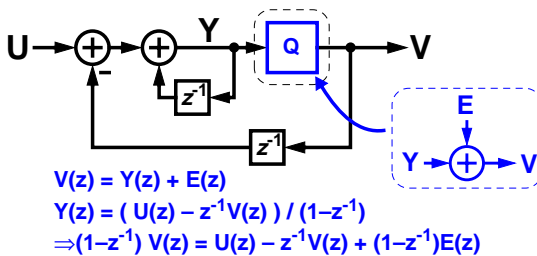 U
Y
Q
V
z⁻¹
z⁻¹
E
Y
V
V(z) = Y(z) + E(z)
Y(z) = ( U(z) – z⁻¹V(z) ) / (1–z⁻¹)
⇒(1–z⁻¹) V(z) = U(z) – z⁻¹V(z) + (1–z⁻¹)E(z)